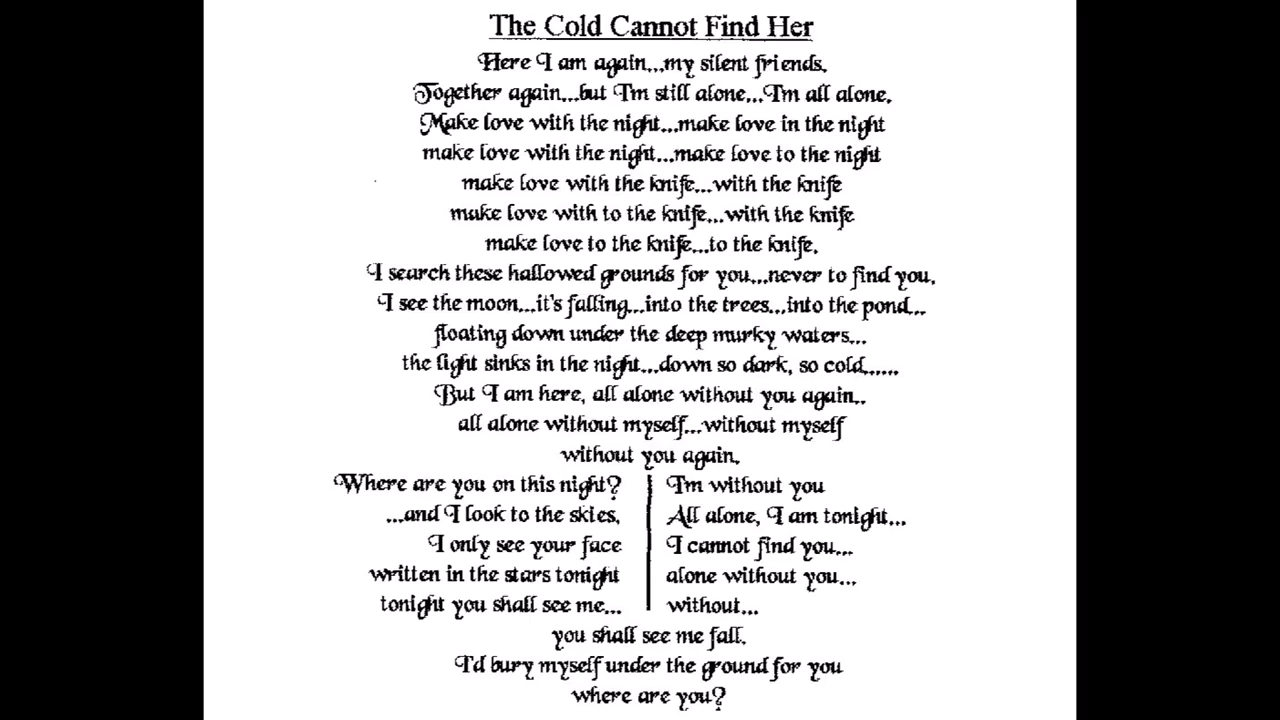 The Cold Cannot Find Her
Here I am again...my silent friends.
Together again...but I'm still alone...I'm all alone.
Make love with the night...make love in the night
make love with the night...make love to the night
make love with the knife...with the knife
make love with to the knife...with the knife
make love to the knife...to the knife.
I search these hallowed grounds for you...never to find you.
I see the moon...it's falling...into the trees...into the pond...
floating down under the deep murky waters...
the light sinks in the night...down so dark, so cold......
But I am here, all alone without you again..
all alone without myself...without myself
without you again.
Where are you on this night?
...and I look to the skies.
I only see your face
written in the stars tonight
tonight you shall see me...
I'm without you
All alone, I am tonight...
I cannot find you...
alone without you...
without...
you shall see me fall.
I'd bury myself under the ground for you
where are you?